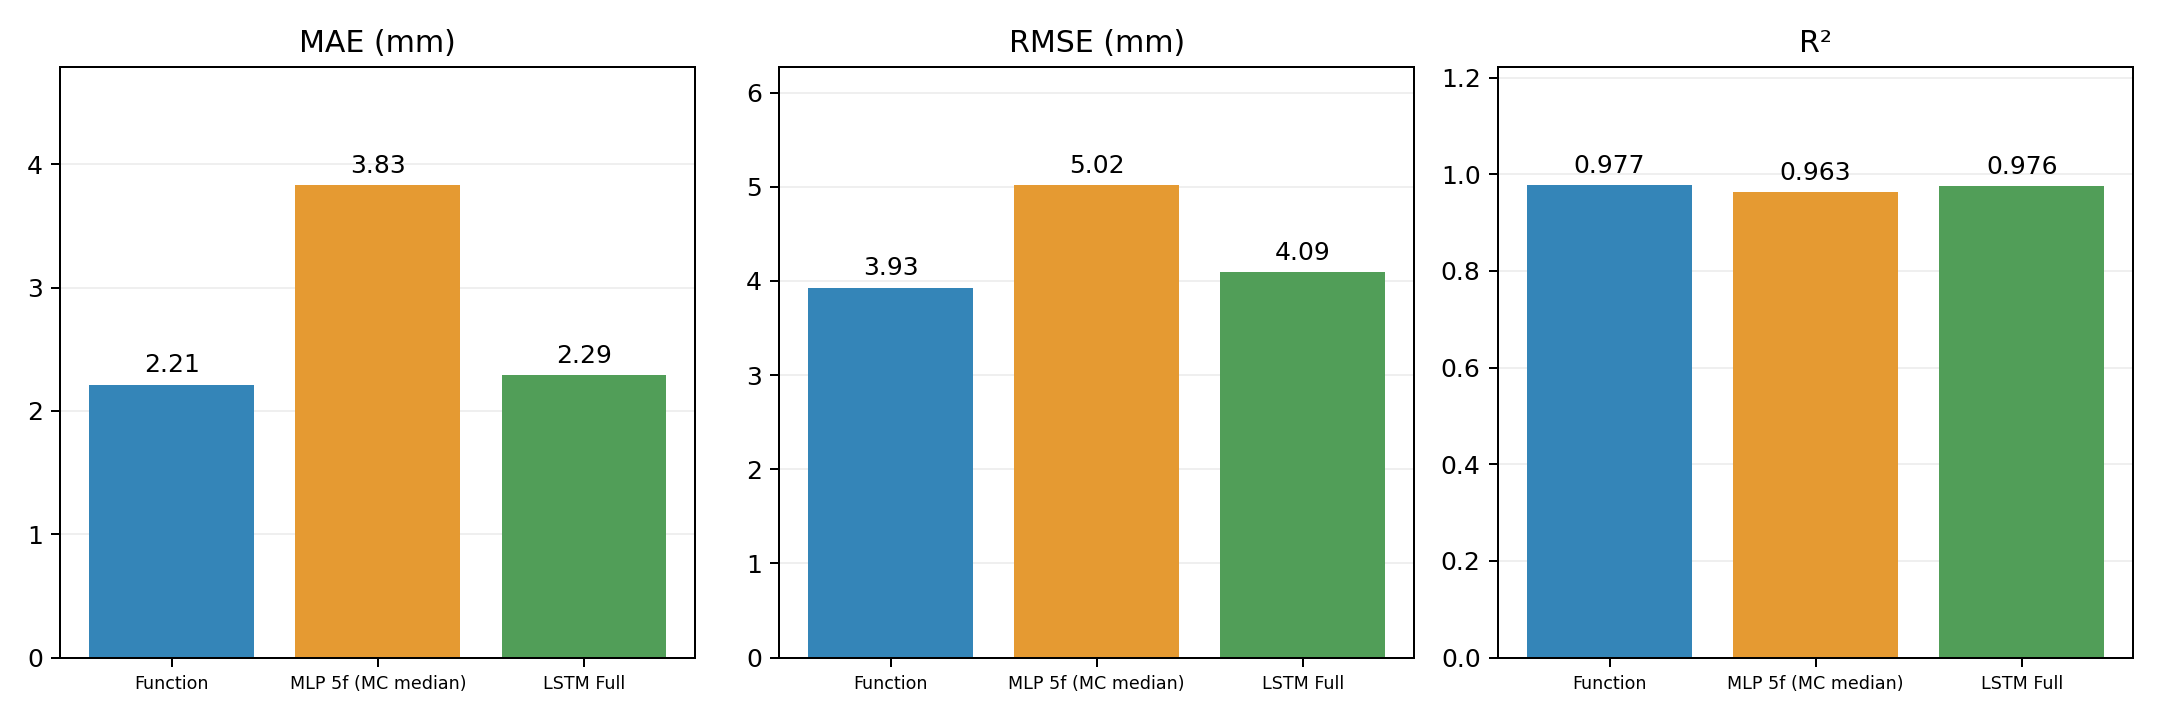 MAE (mm)
4
3
2
1
0
3.83
2.21
2.29
Function
MLP 5f (MC median)
LSTM Full
RMSE (mm)
6
5
4
3
2
1
0
5.02
3.93
4.09
Function
MLP 5f (MC median)
LSTM Full
R²
1.2
1.0
0.8
0.6
0.4
0.2
0.0
0.977
0.963
0.976
Function
MLP 5f (MC median)
LSTM Full